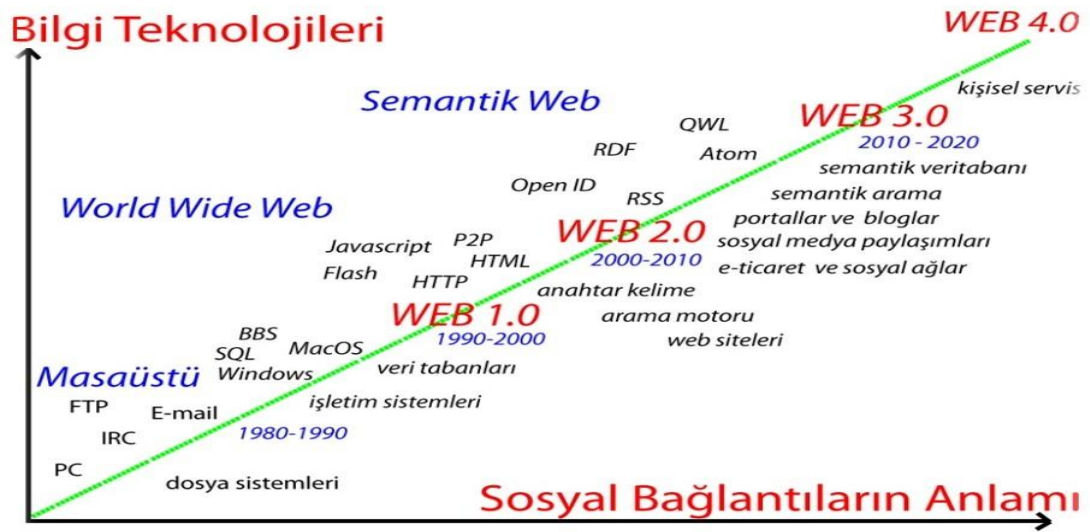 Bilgi Teknolojileri
WEB 4.0
kişisel servis
Semantik Web
WEB 3.0
QWL
2010 - 2020
RDF
Atom
semantik veritabanı
Open ID
RSS
semantik arama
World Wide Web
portallar ve bloglar
WEB 2.0
sosyal medya paylaşımları
Javascript
P2P
2000-2010
HTML
e-ticaret ve sosyal ağlar
Flash
HTTP
anahtar kelime
WEB 1.0
arama motoru
1990-2000
web siteleri
BBS
MacOS
SQL
veri tabanları
Masaüstü
Windows
işletim sistemleri
FTP
E-mail
1980-1990
IRC
PC
dosya sistemleri
Sosyal Bağlantıların Anlamı